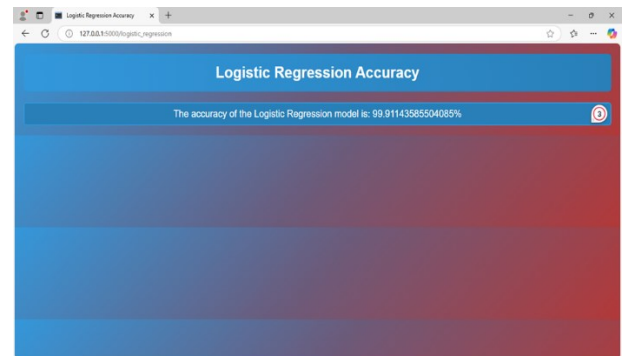 Logistic Regression Accuracy
127.0.0.1:5000/logistic_regression
Logistic Regression Accuracy
The accuracy of the Logistic Regression model is: 99.91143585504085%
3